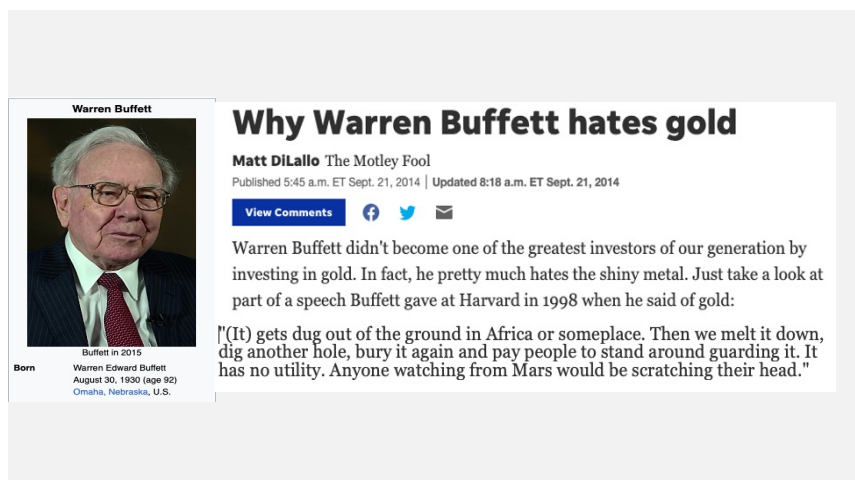 Warren Buffett
Buffett in 2015
Born Warren Edward Buffett
August 30, 1930 (age 92)
Omaha, Nebraska, U.S.
Why Warren Buffett hates gold
Matt DiLallo The Motley Fool
Published 5:45 a.m. ET Sept. 21, 2014 | Updated 8:18 a.m. ET Sept. 21, 2014
View Comments
Warren Buffett didn't become one of the greatest investors of our generation by
investing in gold. In fact, he pretty much hates the shiny metal. Just take a look at
part of a speech Buffett gave at Harvard in 1998 when he said of gold:
"(It) gets dug out of the ground in Africa or someplace. Then we melt it down,
dig another hole, bury it again and pay people to stand around guarding it. It
has no utility. Anyone watching from Mars would be scratching their head."